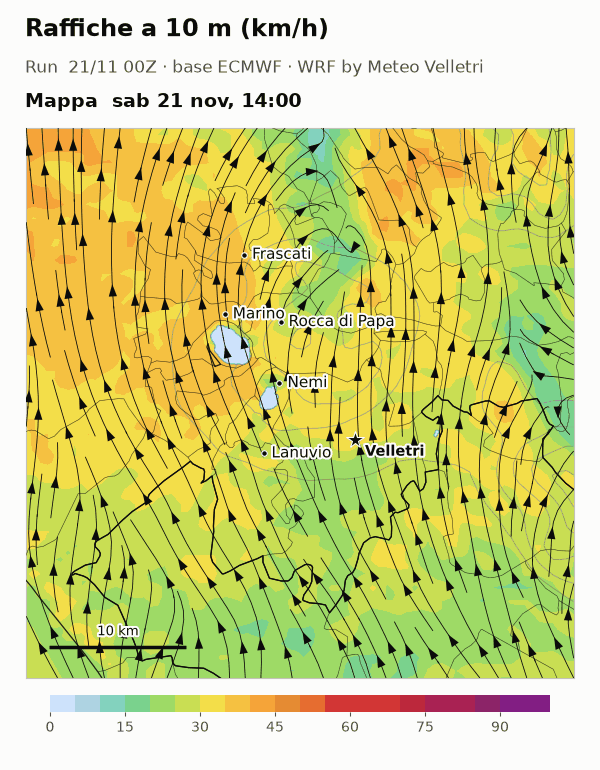 Raffiche a 10 m (km/h)
Run 21/11 00Z · base ECMWF · WRF by Meteo Velletri
Mappa sab 21 nov, 14:00
Frascati
Marino
Rocca di Papa
Nemi
Velletri
Lanuvio
10 km
0 15 30 45 60 75 90